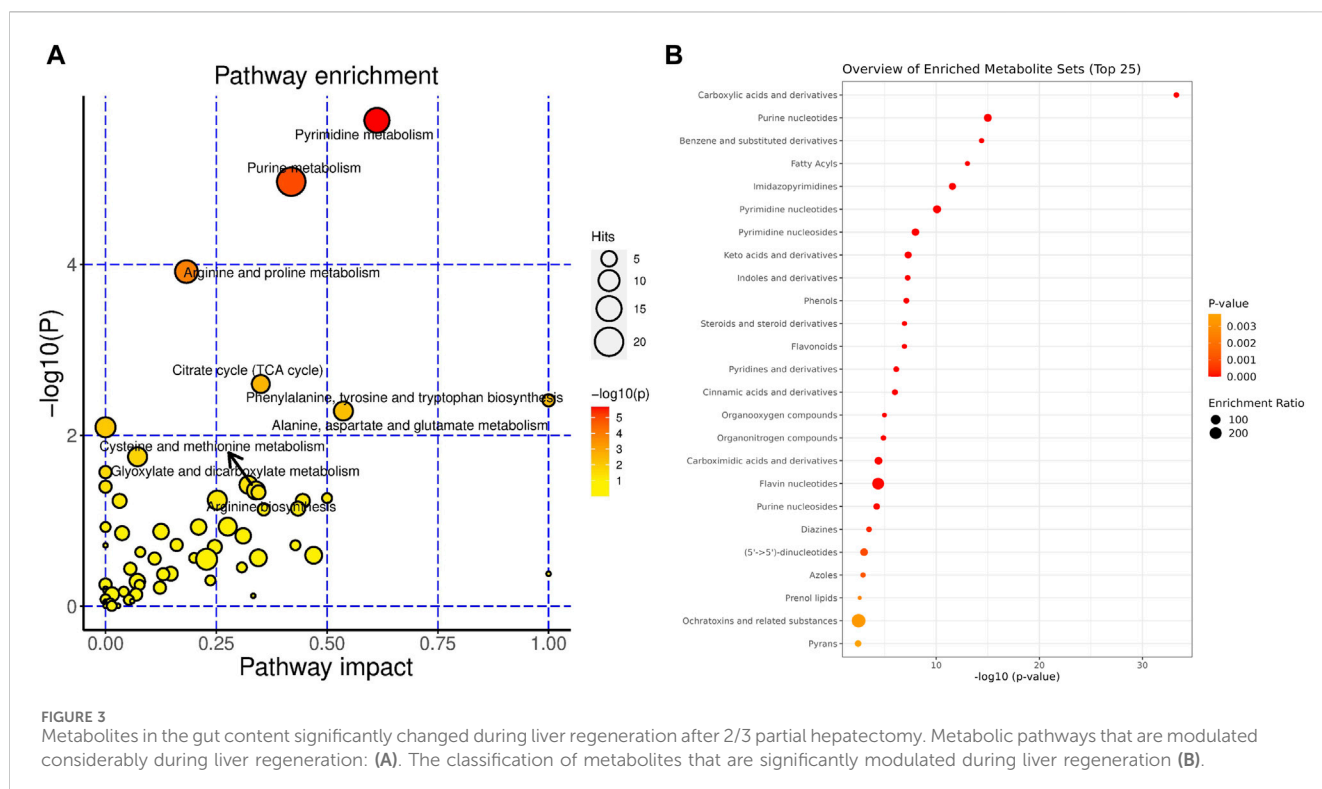 A
Pathway enrichment
Pyrimidine metabolism
Purine metabolism
4
Arginine and proline metabolism
Citrate cycle (TCA cycle)
Phenylalanine, tyrosine and tryptophan biosynthesis
Alanine, aspartate and glutamate metabolism
2
Cysteine and methionine metabolism
Glyoxylate and dicarboxylate metabolism
Arginine biosynthesis
0
−log10(P)
0.00 0.25 0.50 0.75 1.00
Pathway impact
Hits
5
10
15
20
−log10(p)
5
4
3
2
1
B
Overview of Enriched Metabolite Sets (Top 25)
Carboxylic acids and derivatives
Purine nucleotides
Benzene and substituted derivatives
Fatty Acyls
Imidazopyrimidines
Pyrimidine nucleotides
Pyrimidine nucleosides
Keto acids and derivatives
Indoles and derivatives
Phenols
Steroids and steroid derivatives
Flavonoids
Pyridines and derivatives
Cinnamic acids and derivatives
Organooxygen compounds
Organonitrogen compounds
Carboximidic acids and derivatives
Flavin nucleotides
Purine nucleosides
Diazines
(5'->5')-dinucleotides
Azoles
Prenol lipids
Ochratoxins and related substances
Pyrans
10 20 30
-log10 (p-value)
P-value
0.003
0.002
0.001
0.000
Enrichment Ratio
100
200
FIGURE 3
Metabolites in the gut content significantly changed during liver regeneration after 2/3 partial hepatectomy. Metabolic pathways that are modulated
considerably during liver regeneration: (A). The classification of metabolites that are significantly modulated during liver regeneration (B).